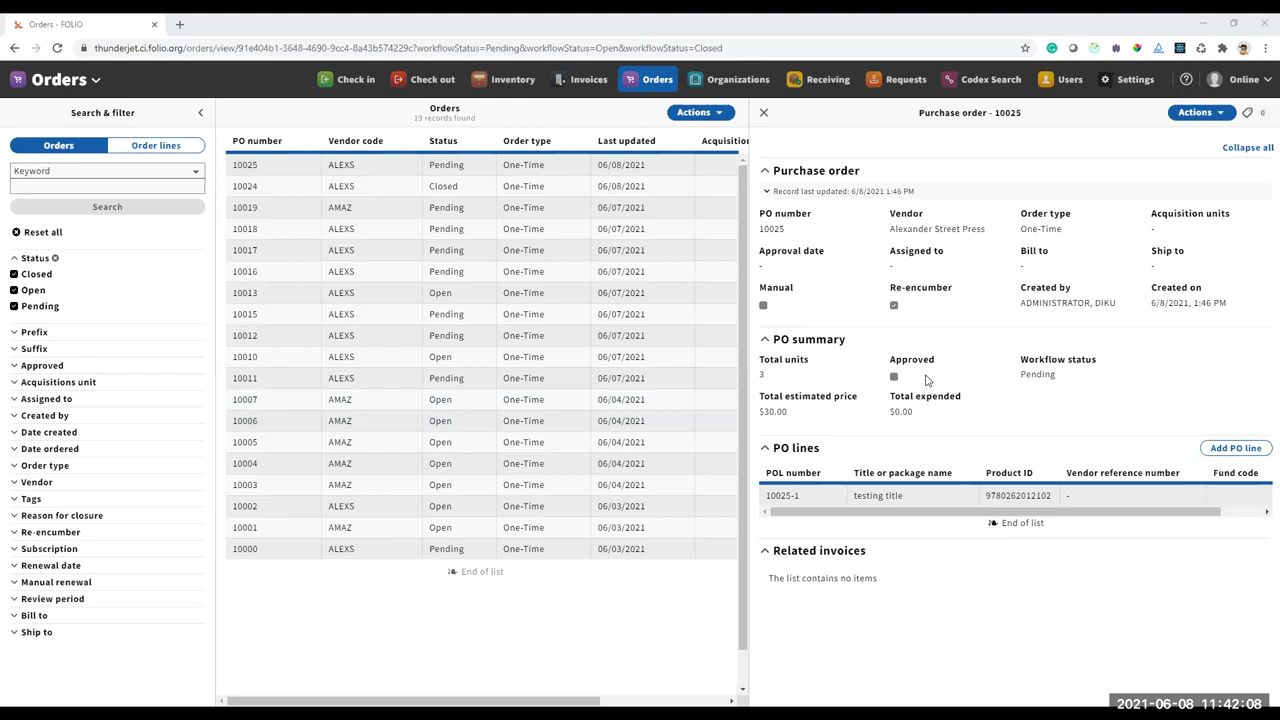 Orders - FOLIO
thunderjet.ci.folio.org/orders/view/91e404b1-3648-4690-9cc4-8a43b574229c?workflowStatus=Pending&workflowStatus=Open&workflowStatus=Closed
Orders
Check in
Check out
Inventory
Invoices
Orders
Organizations
Receiving
Requests
Codex Search
Users
Settings
Online
Search & filter
Orders
Order lines
Keyword
Search
Reset all
Status
Closed
Open
Pending
Prefix
Suffix
Approved
Acquisitions unit
Assigned to
Created by
Date created
Date ordered
Order type
Vendor
Tags
Reason for closure
Re-encumber
Subscription
Renewal date
Manual renewal
Review period
Bill to
Ship to
Orders
19 records found
Actions
PO number Vendor code Status Order type Last updated Acquisition
10025 ALEXS Pending One-Time 06/08/2021
10024 ALEXS Closed One-Time 06/08/2021
10019 AMAZ Pending One-Time 06/07/2021
10018 ALEXS Pending One-Time 06/07/2021
10017 ALEXS Pending One-Time 06/07/2021
10016 ALEXS Pending One-Time 06/07/2021
10013 ALEXS Open One-Time 06/07/2021
10015 ALEXS Pending One-Time 06/07/2021
10012 ALEXS Pending One-Time 06/07/2021
10010 ALEXS Open One-Time 06/07/2021
10011 ALEXS Pending One-Time 06/07/2021
10007 AMAZ Open One-Time 06/04/2021
10006 AMAZ Open One-Time 06/04/2021
10005 AMAZ Open One-Time 06/04/2021
10004 AMAZ Open One-Time 06/04/2021
10003 AMAZ Open One-Time 06/04/2021
10002 ALEXS Open One-Time 06/03/2021
10001 AMAZ Open One-Time 06/03/2021
10000 ALEXS Pending One-Time 06/03/2021
End of list
Purchase order - 10025
Actions
0
Collapse all
Purchase order
Record last updated: 6/8/2021 1:46 PM
PO number Vendor Order type Acquisition units
10025 Alexander Street Press One-Time -
Approval date Assigned to Bill to Ship to
- - - -
Manual Re-encumber Created by Created on
ADMINISTRATOR, DIKU 6/8/2021, 1:46 PM
PO summary
Total units Approved Workflow status
3 Pending
Total estimated price Total expended
$30.00 $0.00
PO lines
Add PO line
POL number Title or package name Product ID Vendor reference number Fund code
10025-1 testing title 9780262012102 -
End of list
Related invoices
The list contains no items
2021-06-08 11:42:08